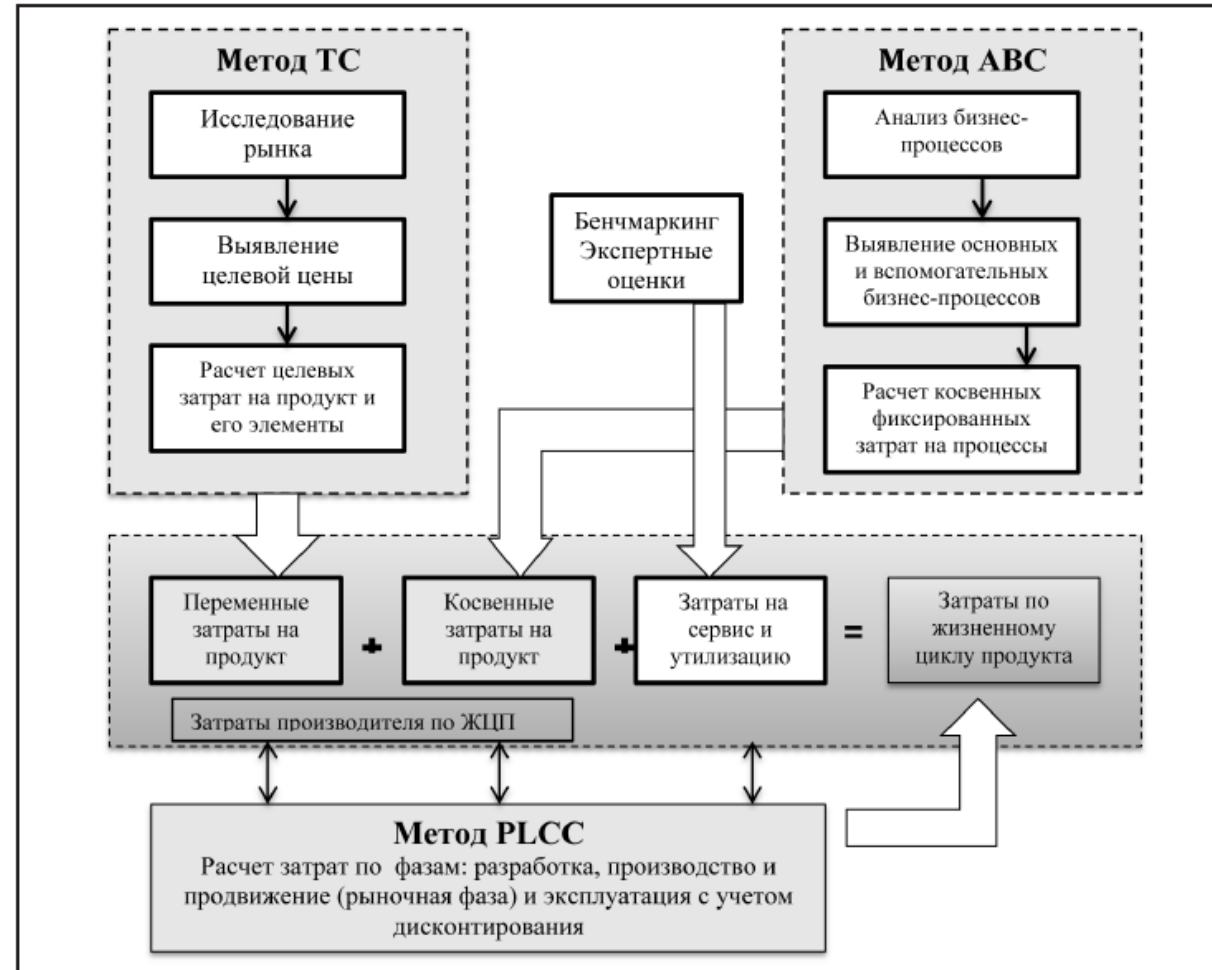 Метод ТС
Исследование
рынка
Выявление
целевой цены
Расчет целевых
затрат на продукт и
его элементы
Бенчмаркинг
Экспертные
оценки
Метод АВС
Анализ бизнес-
процессов
Выявление основных
и вспомогательных
бизнес-процессов
Расчет косвенных
фиксированных
затрат на процессы
Переменные
затраты на
продукт
+
Косвенные
затраты на
продукт
+
Затраты на
сервис и
утилизацию
=
Затраты по
жизненному
циклу продукта
Затраты производителя по ЖЦП
Метод PLCC
Расчет затрат по фазам: разработка, производство и
продвижение (рыночная фаза) и эксплуатация с учетом
дисконтирования